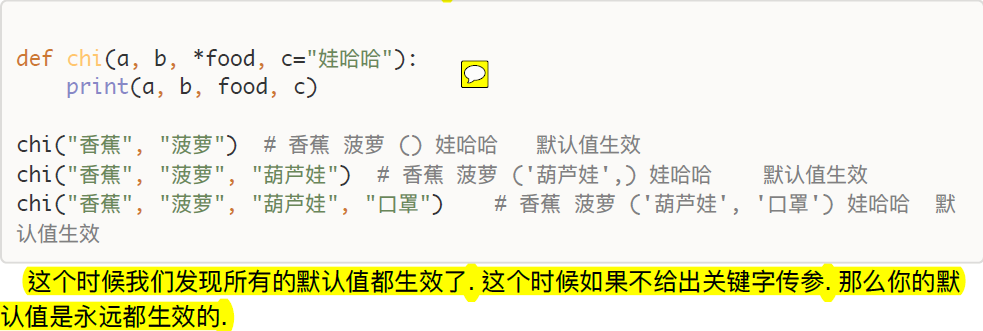 def chi(a, b, *food, c="娃哈哈"):
    print(a, b, food, c)
chi("香蕉", "菠萝")  # 香蕉 菠萝 () 娃哈哈   默认值生效
chi("香蕉", "菠萝", "葫芦娃")  # 香蕉 菠萝 ('葫芦娃',) 娃哈哈    默认值生效
chi("香蕉", "菠萝", "葫芦娃", "口罩")    # 香蕉 菠萝 ('葫芦娃', '口罩') 娃哈哈  默
认值生效
这个时候我们发现所有的默认值都生效了. 这个时候如果不给出关键字传参. 那么你的默
认值是永远都生效的.